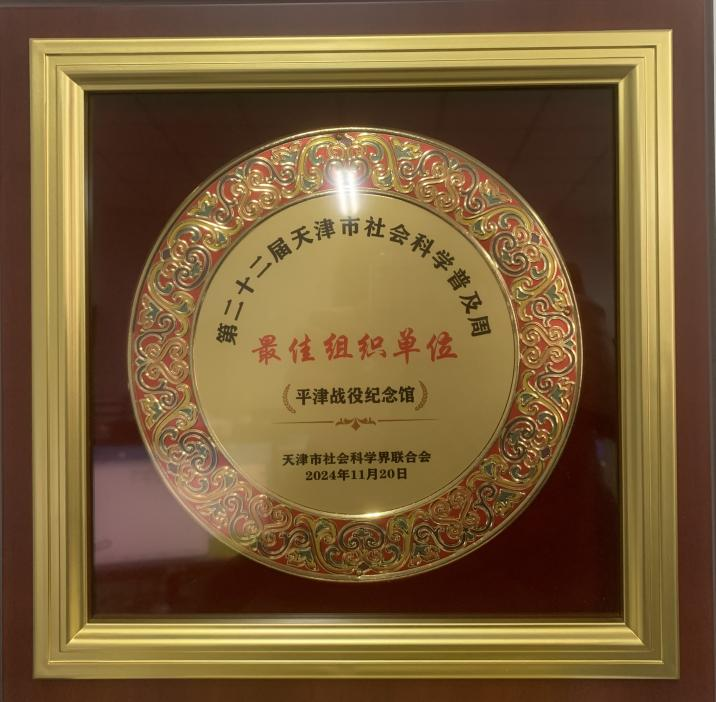 第二十二届天津市社会科学普及周
最佳组织单位
平津战役纪念馆
天津市社会科学界联合会
2024年11月20日